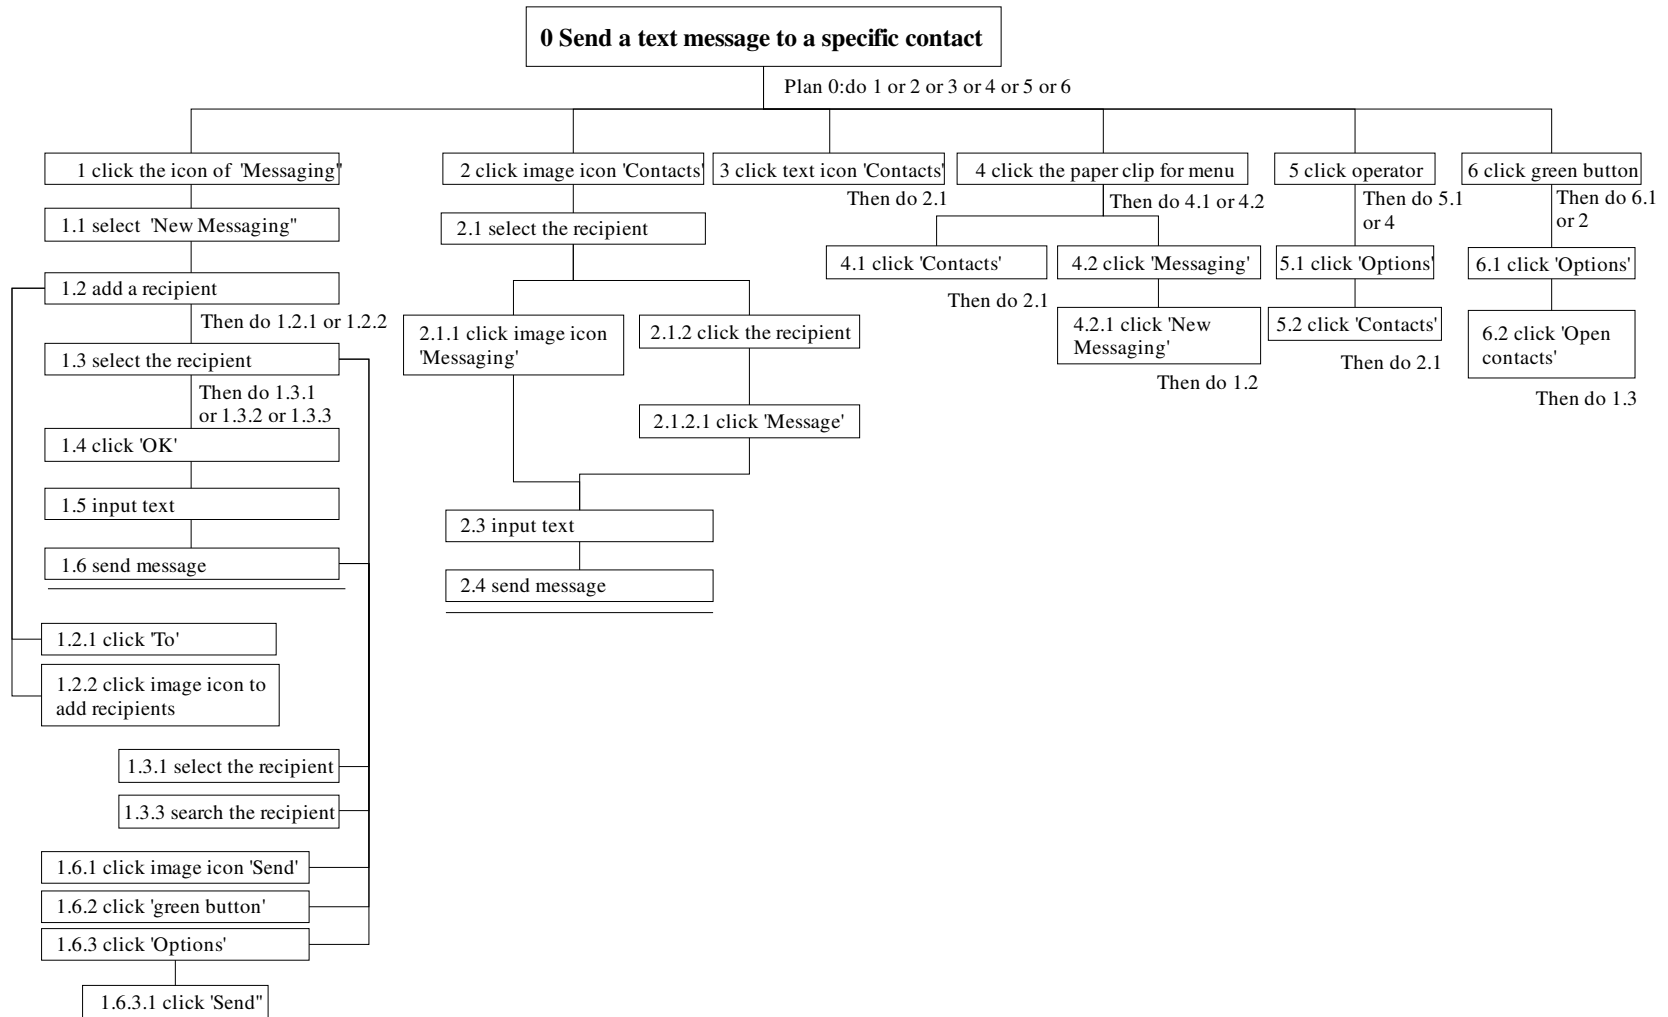 0 Send a text message to a specific contact
Plan 0:do 1 or 2 or 3 or 4 or 5 or 6
1 click the icon of 'Messaging"
1.1 select 'New Messaging"
1.2 add a recipient
Then do 1.2.1 or 1.2.2
1.3 select the recipient
Then do 1.3.1
or 1.3.2 or 1.3.3
1.4 click 'OK'
1.5 input text
1.6 send message
1.2.1 click 'To'
1.2.2 click image icon to
add recipients
1.3.1 select the recipient
1.3.3 search the recipient
1.6.1 click image icon 'Send'
1.6.2 click 'green button'
1.6.3 click 'Options'
1.6.3.1 click 'Send"
2 click image icon 'Contacts'
2.1 select the recipient
2.1.1 click image icon
'Messaging'
2.1.2 click the recipient
2.1.2.1 click 'Message'
2.3 input text
2.4 send message
3 click text icon 'Contacts'
Then do 2.1
4 click the paper clip for menu
Then do 4.1 or 4.2
4.1 click 'Contacts'
Then do 2.1
4.2 click 'Messaging'
4.2.1 click 'New
Messaging'
Then do 1.2
5 click operator
Then do 5.1
or 4
5.1 click 'Options'
5.2 click 'Contacts'
Then do 2.1
6 click green button
Then do 6.1
or 2
6.1 click 'Options'
6.2 click 'Open
contacts'
Then do 1.3